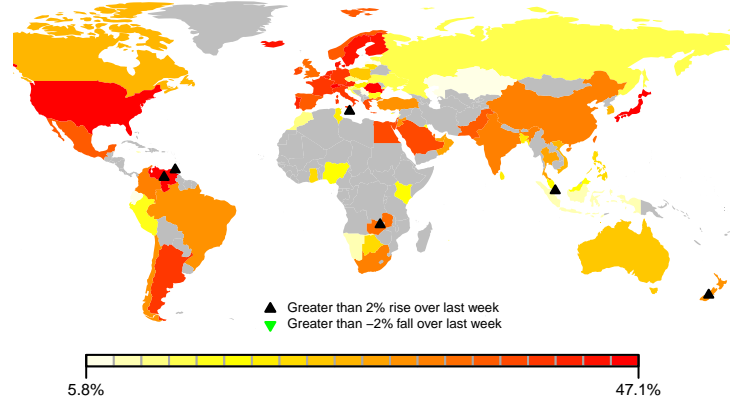 Greater than 2% rise over last week
Greater than −2% fall over last week
5.8%
47.1%